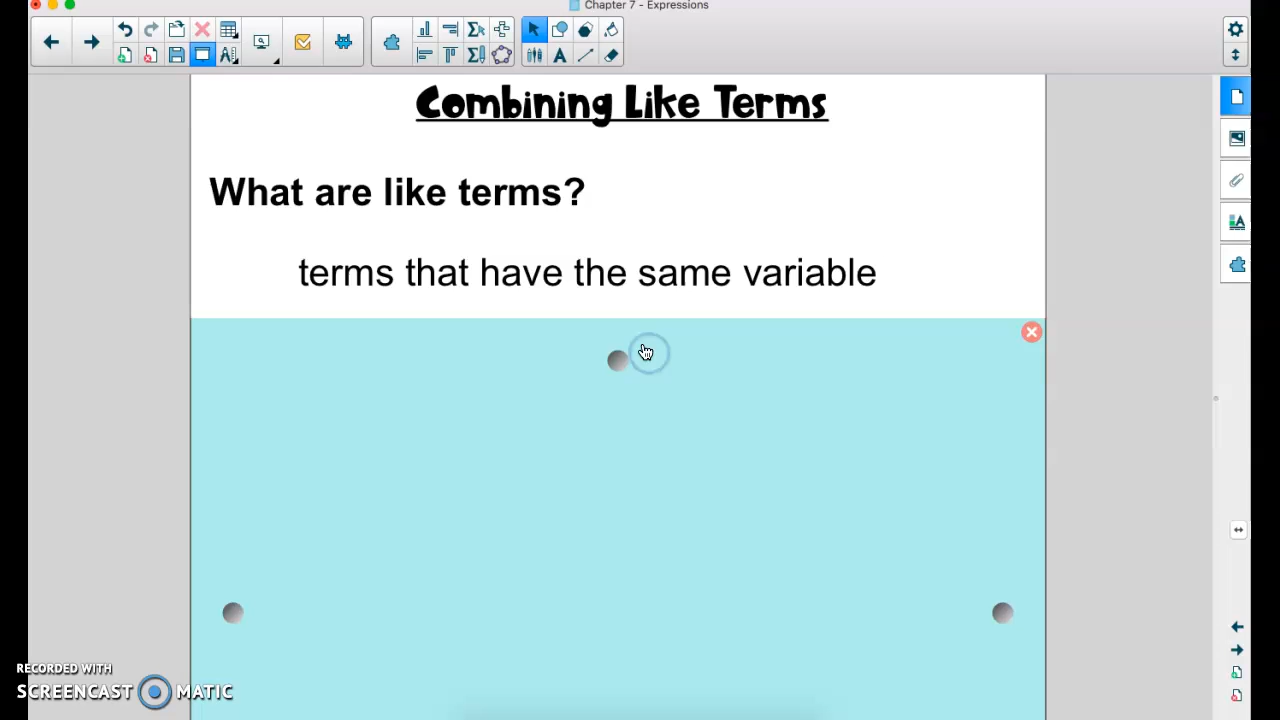 Chapter 7 - Expressions
Combining Like Terms
What are like terms?
terms that have the same variable
RECORDED WITH
SCREENCAST MATIC